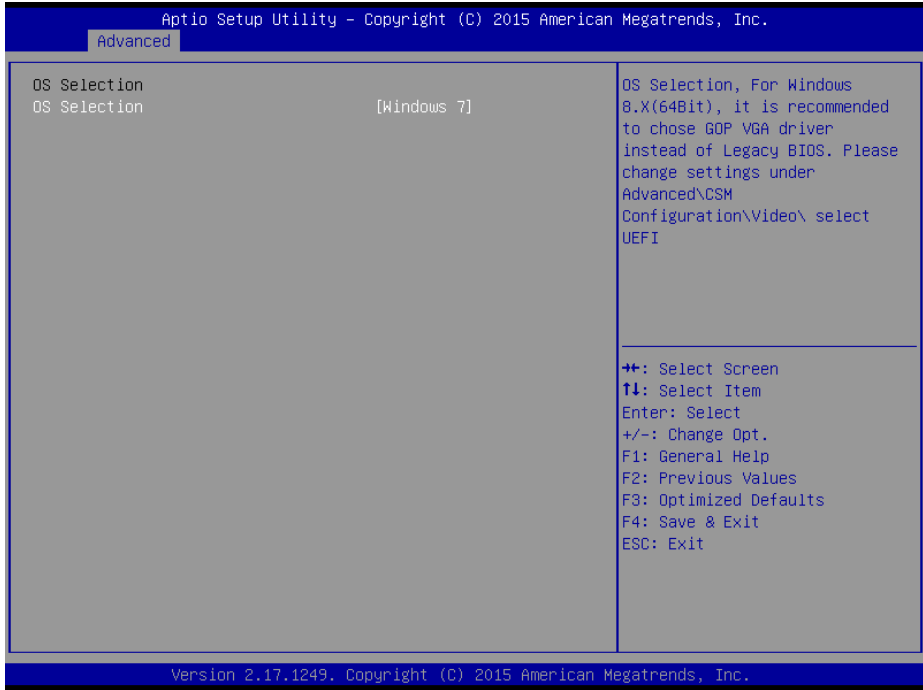 Aptio Setup Utility – Copyright (C) 2015 American Megatrends, Inc.
Advanced
OS Selection
OS Selection [Windows 7]
OS Selection, For Windows
8.X(64Bit), it is recommended
to chose GOP VGA driver
instead of Legacy BIOS. Please
change settings under
Advanced\CSM
Configuration\Video\ select
UEFI
→←: Select Screen
↑↓: Select Item
Enter: Select
+/-: Change Opt.
F1: General Help
F2: Previous Values
F3: Optimized Defaults
F4: Save & Exit
ESC: Exit
Version 2.17.1249. Copyright (C) 2015 American Megatrends, Inc.